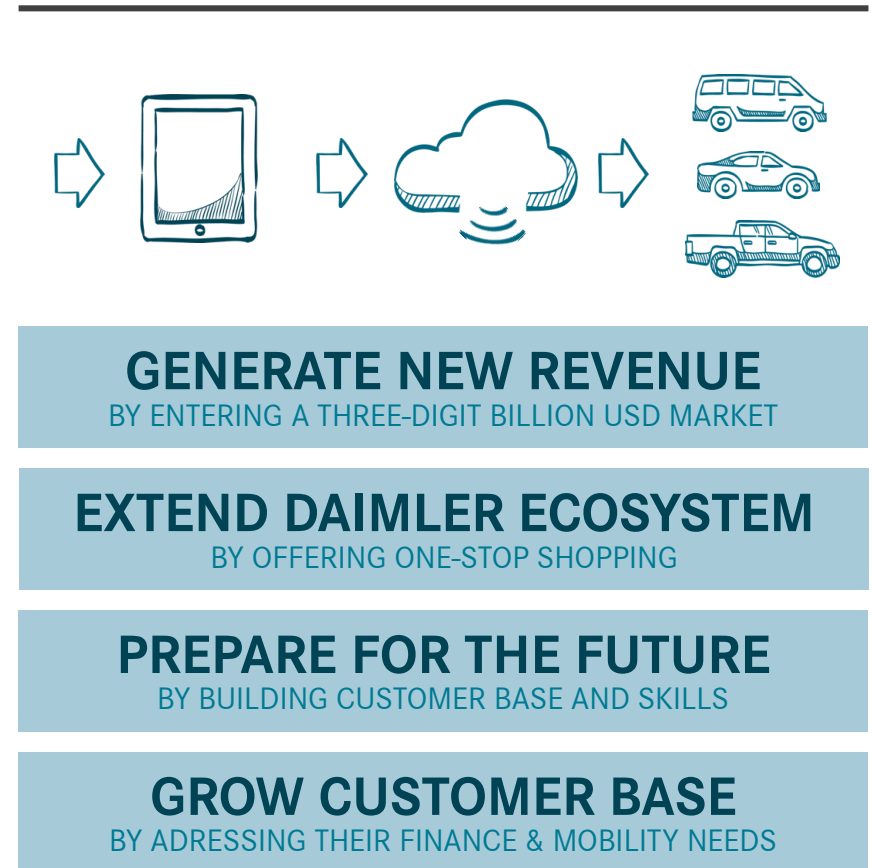 GENERATE NEW REVENUE
BY ENTERING A THREE-DIGIT BILLION USD MARKET
EXTEND DAIMLER ECOSYSTEM
BY OFFERING ONE-STOP SHOPPING
PREPARE FOR THE FUTURE
BY BUILDING CUSTOMER BASE AND SKILLS
GROW CUSTOMER BASE
BY ADRESSING THEIR FINANCE & MOBILITY NEEDS